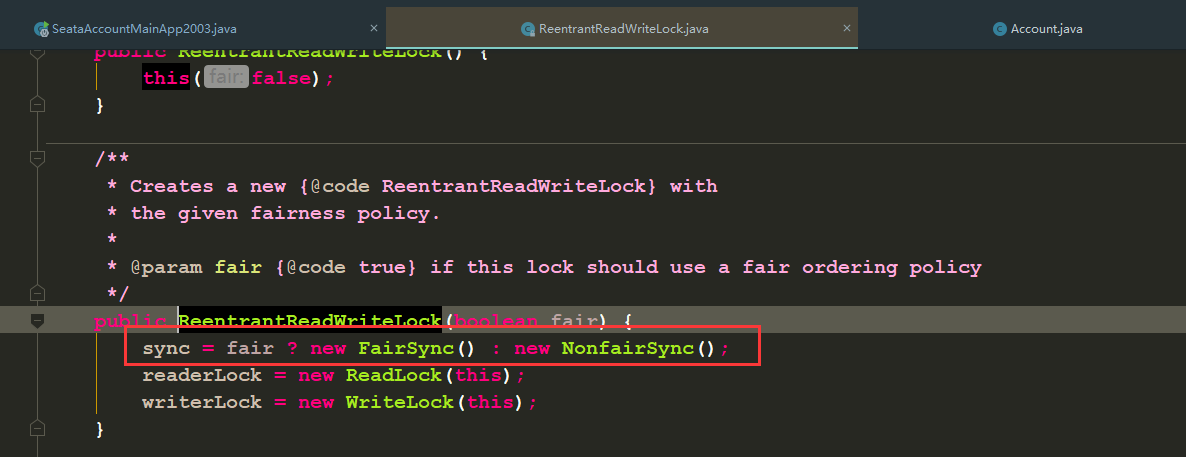 SeataAccountMainApp2003.java
ReentrantReadWriteLock.java
Account.java
public ReentrantReadWriteLock() {
this( fair: false);
}
/**
* Creates a new {@code ReentrantReadWriteLock} with
* the given fairness policy.
*
* @param fair {@code true} if this lock should use a fair ordering policy
*/
public ReentrantReadWriteLock(boolean fair) {
sync = fair ? new FairSync() : new NonfairSync();
readerLock = new ReadLock(this);
writerLock = new WriteLock(this);
}